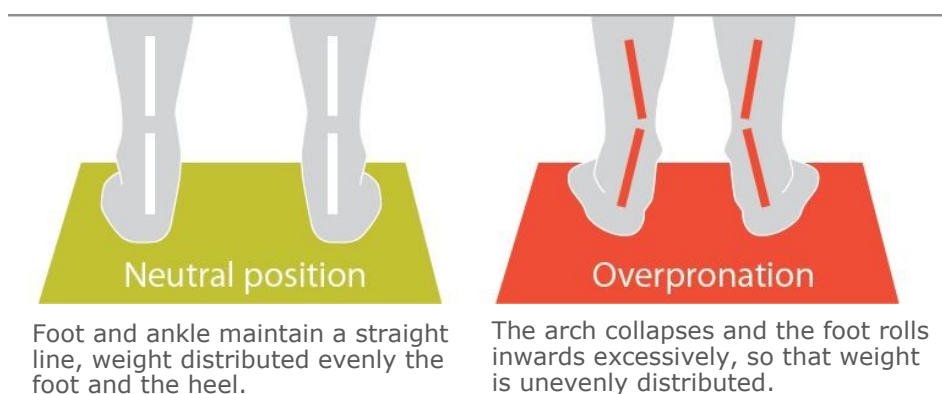 Neutral position
Foot and ankle maintain a straight
line, weight distributed evenly the
foot and the heel.
Overpronation
The arch collapses and the foot rolls
inwards excessively, so that weight
is unevenly distributed.